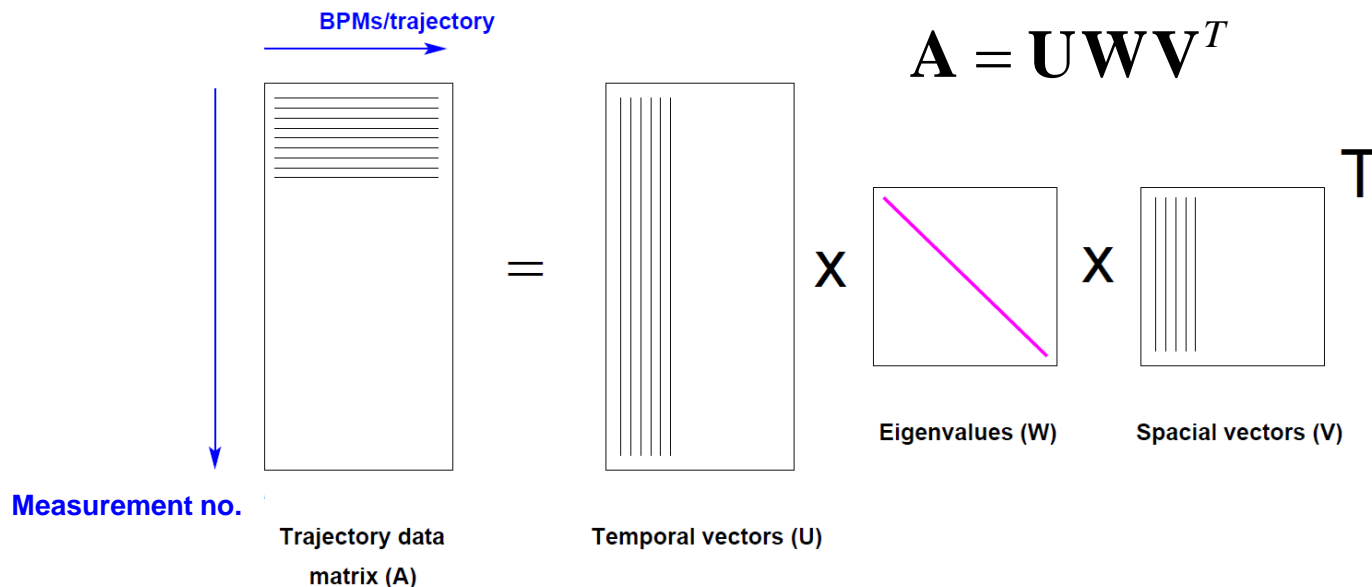 BPMs/trajectory
A = UWV^T
T
=
X
X
Eigenvalues (W)
Spacial vectors (V)
Measurement no.
Trajectory data
matrix (A)
Temporal vectors (U)